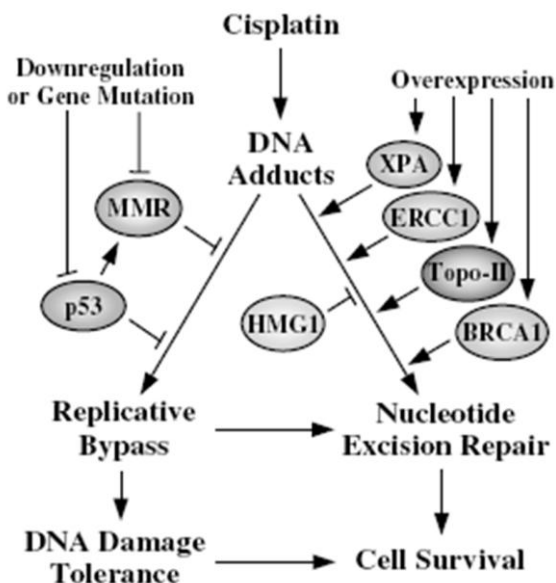 Cisplatin
Downregulation
or Gene Mutation
Overexpression
DNA
Adducts
XPA
MMR
ERCC1
Topo-II
p53
HMG1
BRCA1
Replicative
Bypass
Nucleotide
Excision Repair
DNA Damage
Tolerance
Cell Survival